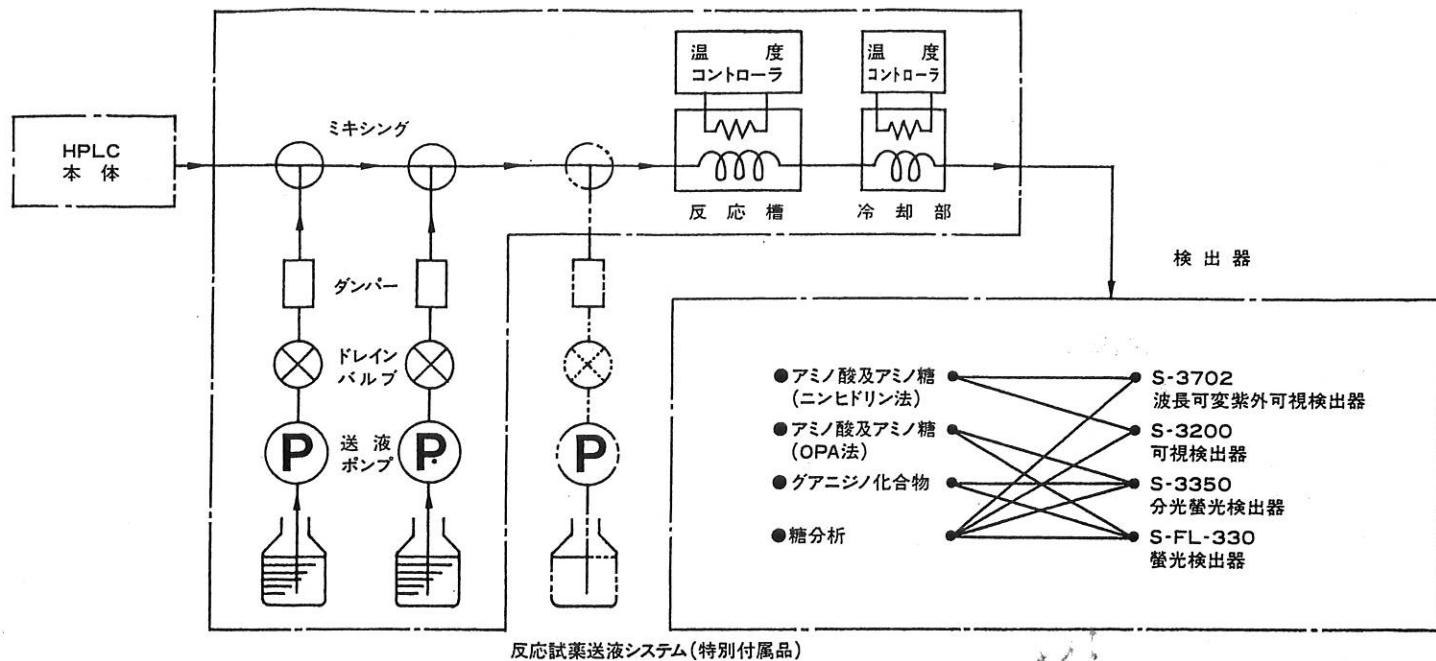 温度
コントローラ
温度
コントローラ
HPLC
本体
ミキシング
反応槽
冷却部
検出器
ダンパー
ドレイン
バルブ
送液
ポンプ
P
P
P
●アミノ酸及アミノ糖
(ニンヒドリン法)
●アミノ酸及アミノ糖
(OPA法)
●グアニジノ化合物
●糖分析
S-3702
波長可変紫外可視検出器
S-3200
可視検出器
S-3350
分光螢光検出器
S-FL-330
螢光検出器
反応試薬送液システム(特別付属品)